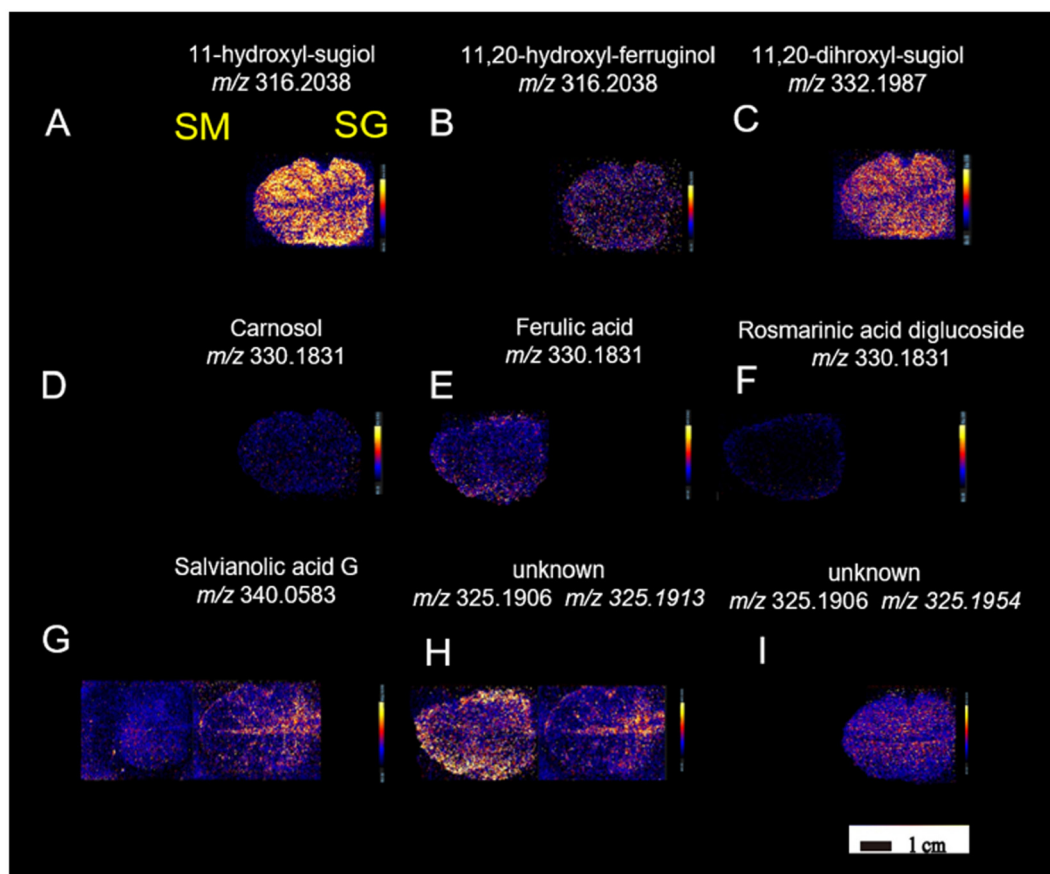 11-hydroxyl-sugiol
m/z 316.2038
11,20-hydroxyl-ferruginol
m/z 316.2038
11,20-dihroxyl-sugiol
m/z 332.1987
A
SM
SG
B
C
Carnosol
m/z 330.1831
Ferulic acid
m/z 330.1831
Rosmarinic acid diglucoside
m/z 330.1831
D
E
F
Salvianolic acid G
m/z 340.0583
unknown
m/z 325.1906 m/z 325.1913
unknown
m/z 325.1906 m/z 325.1954
G
H
I
1 cm